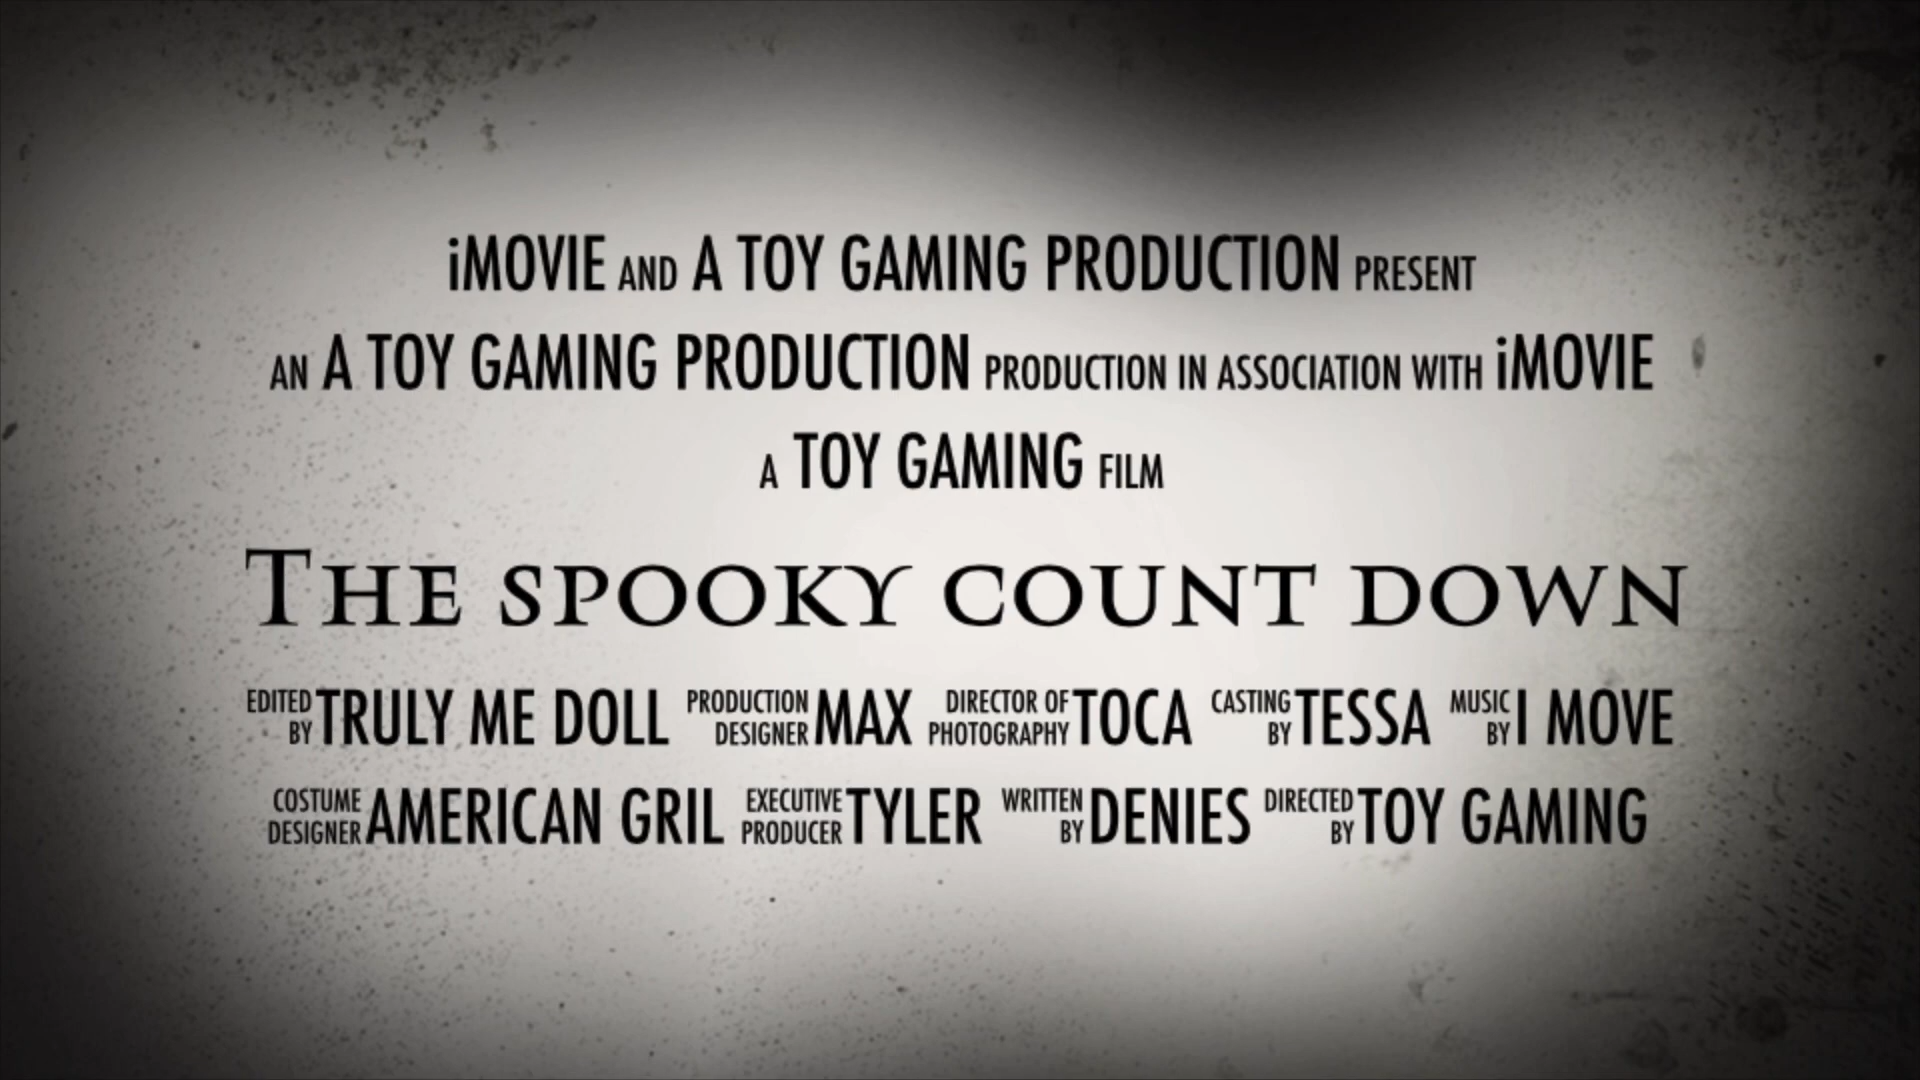 iMOVIE AND A TOY GAMING PRODUCTION PRESENT
AN A TOY GAMING PRODUCTION PRODUCTION IN ASSOCIATION WITH iMOVIE
A TOY GAMING FILM
THE SPOOKY COUNT DOWN
EDITED BY TRULY ME DOLL PRODUCTION DESIGNER MAX DIRECTOR OF PHOTOGRAPHY TOCA CASTING BY TESSA MUSIC BY I MOVE
COSTUME DESIGNER AMERICAN GRIL EXECUTIVE PRODUCER TYLER WRITTEN BY DENIES DIRECTED BY TOY GAMING